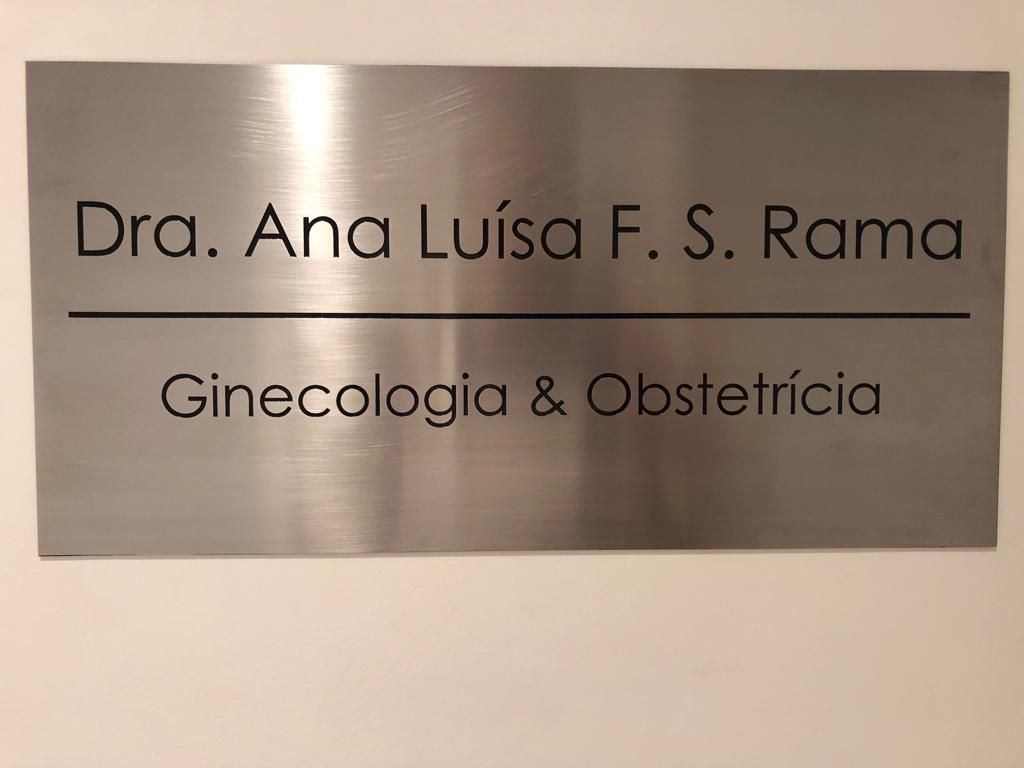 Dra. Ana Luísa F. S. Rama
Ginecologia & Obstetrícia